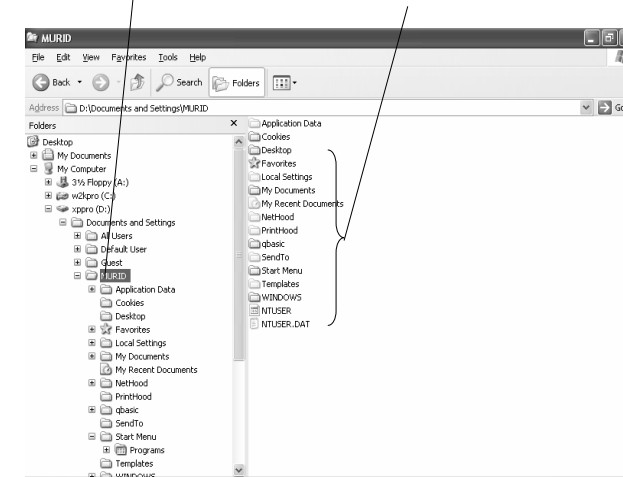 MURID
File Edit View Favorites Tools Help
Back Search Folders
Address D:\Documents and Settings\MURID Go
Folders x
Desktop
My Documents
My Computer
3½ Floppy (A:)
w2kpro (C:)
xppro (D:)
Documents and Settings
All Users
Default User
Guest
MURID
Application Data
Cookies
Desktop
Favorites
Local Settings
My Documents
My Recent Documents
NetHood
PrintHood
qbasic
SendTo
Start Menu
Programs
Templates
WINDOWS
Application Data
Cookies
Desktop
Favorites
Local Settings
My Documents
My Recent Documents
NetHood
PrintHood
qbasic
SendTo
Start Menu
Templates
WINDOWS
NTUSER
NTUSER.DAT